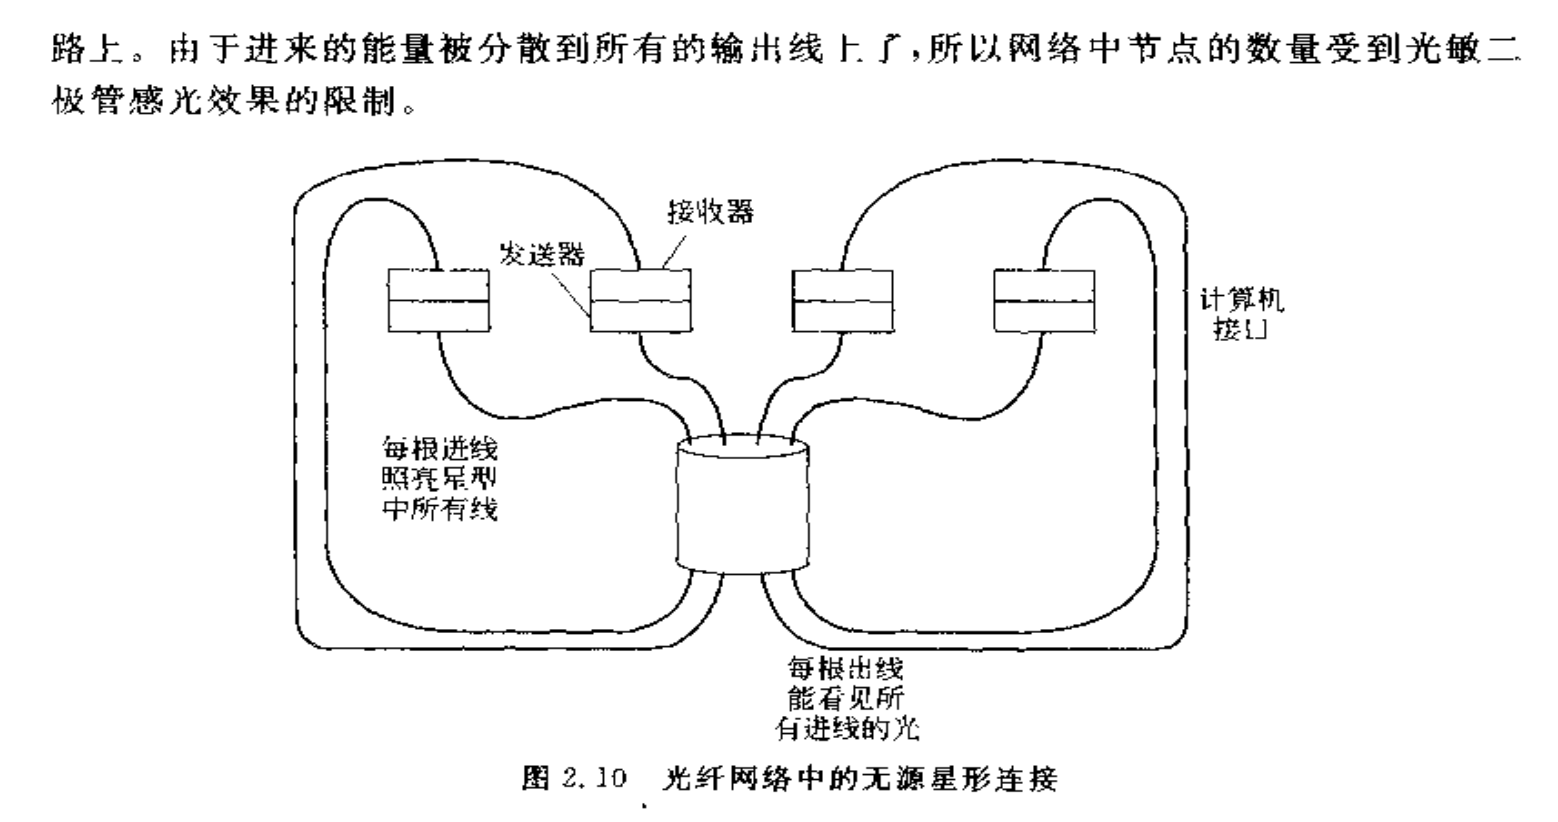 路上。由于进来的能量被分散到所有的输出线上了,所以网络中节点的数量受到光敏二
极管感光效果的限制。
接收器
发送器
计算机
接口
每根进线
照亮星型
中所有线
每根出线
能看见所
有进线的光
图 2.10 光纤网络中的无源星形连接